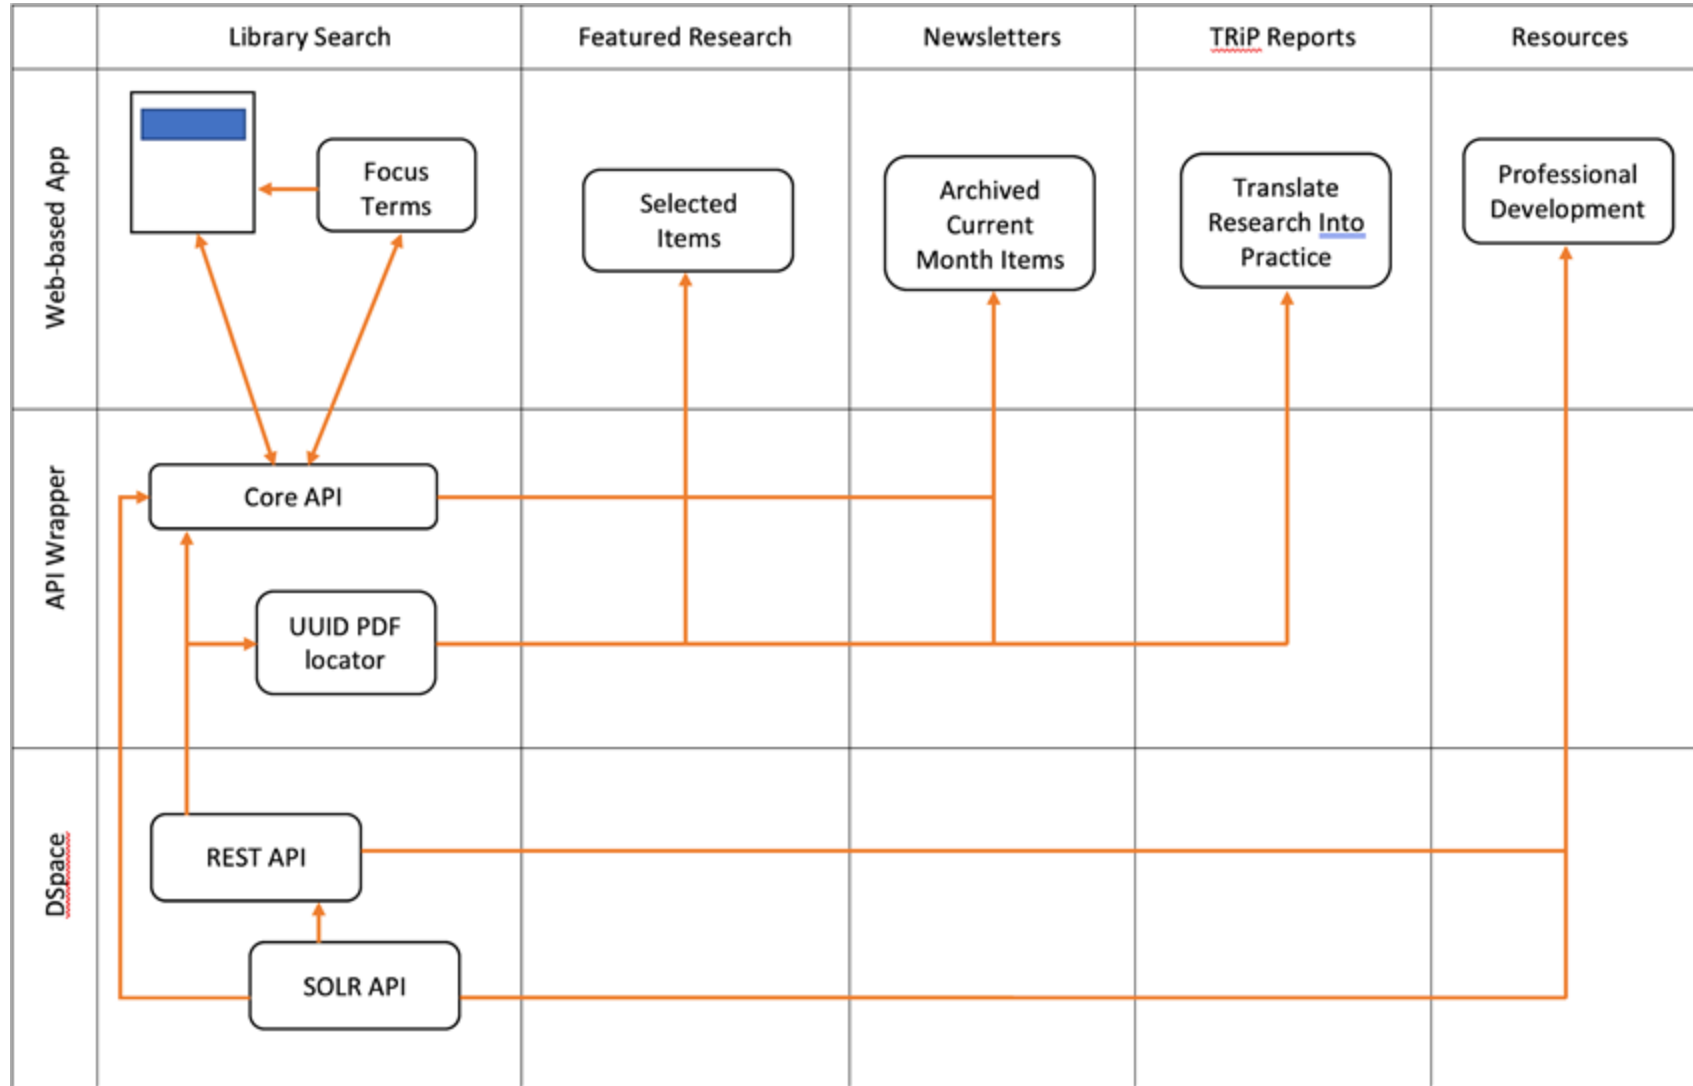 Library Search
Featured Research
Newsletters
TRiP Reports
Resources
Web-based App
Focus
Terms
Selected
Items
Archived
Current
Month Items
Translate
Research Into
Practice
Professional
Development
API Wrapper
Core API
UUID PDF
locator
DSpace
REST API
SOLR API